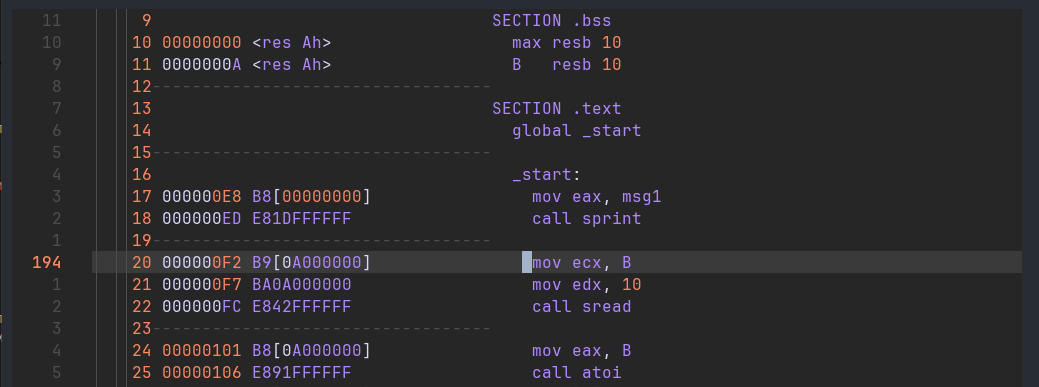 11 9 SECTION .bss
10 10 00000000 <res Ah> max resb 10
9 11 0000000A <res Ah> B resb 10
8 12----------------------------------
7 13 SECTION .text
6 14 global _start
5 15----------------------------------
4 16 _start:
3 17 000000E8 B8[00000000] mov eax, msg1
2 18 000000ED E81DFFFFFF call sprint
1 19----------------------------------
194 20 000000F2 B9[0A000000] mov ecx, B
1 21 000000F7 BA0A000000 mov edx, 10
2 22 000000FC E842FFFFFF call sread
3 23----------------------------------
4 24 00000101 B8[0A000000] mov eax, B
5 25 00000106 E891FFFFFF call atoi